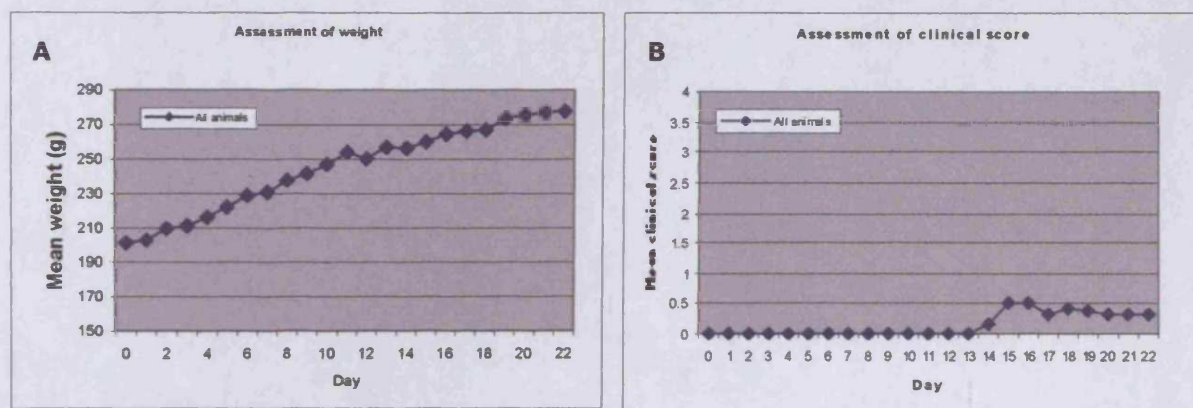 A
Assessment of weight
Mean weight (g)
290
270
250
230
210
190
170
150
All animals
0 2 4 6 8 10 12 14 16 18 20 22
Day
B
Assessment of clinical score
Mean clinical score
4
3.5
3
2.5
2
1.5
1
0.5
0
All animals
0 1 2 3 4 5 6 7 8 9 10 11 12 13 14 15 16 17 18 19 20 21 22
Day